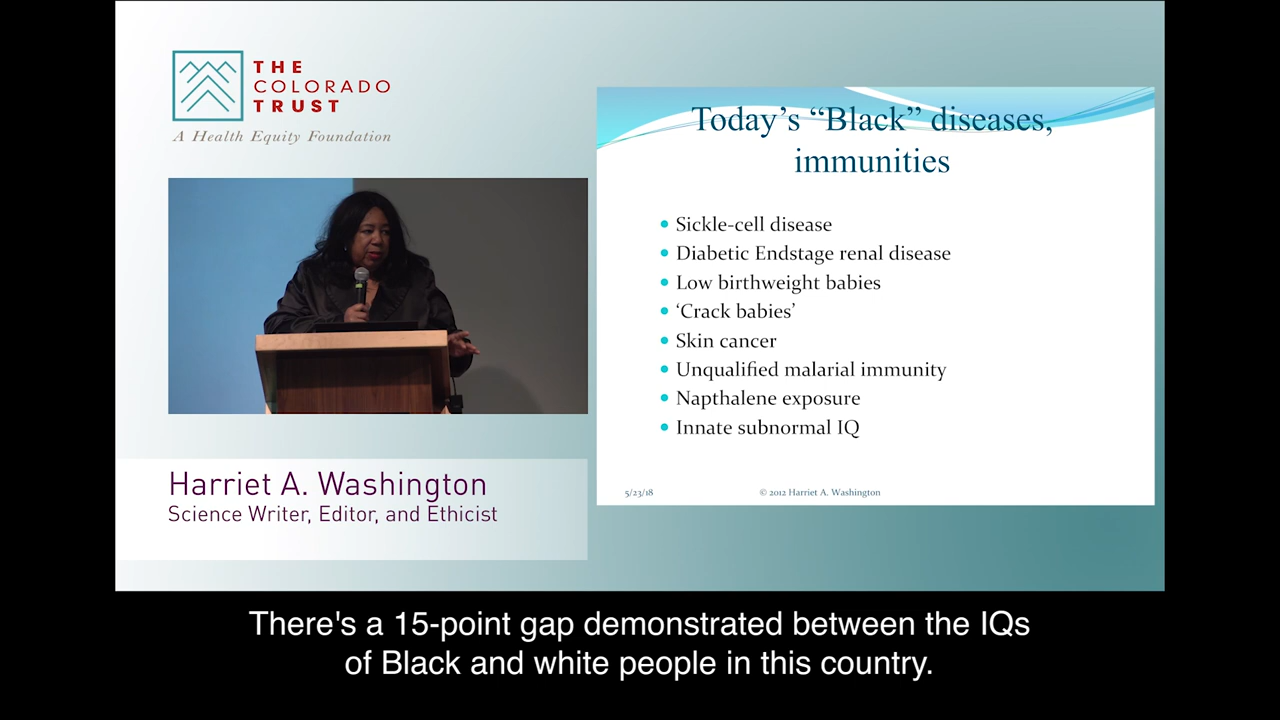 THE
COLORADO
TRUST
A Health Equity Foundation
Today's “Black” diseases,
immunities
• Sickle-cell disease
• Diabetic Endstage renal disease
• Low birthweight babies
• ‘Crack babies’
• Skin cancer
• Unqualified malarial immunity
• Napthalene exposure
• Innate subnormal IQ
5/23/18
© 2012 Harriet A. Washington
Harriet A. Washington
Science Writer, Editor, and Ethicist
There's a 15-point gap demonstrated between the IQs
of Black and white people in this country.